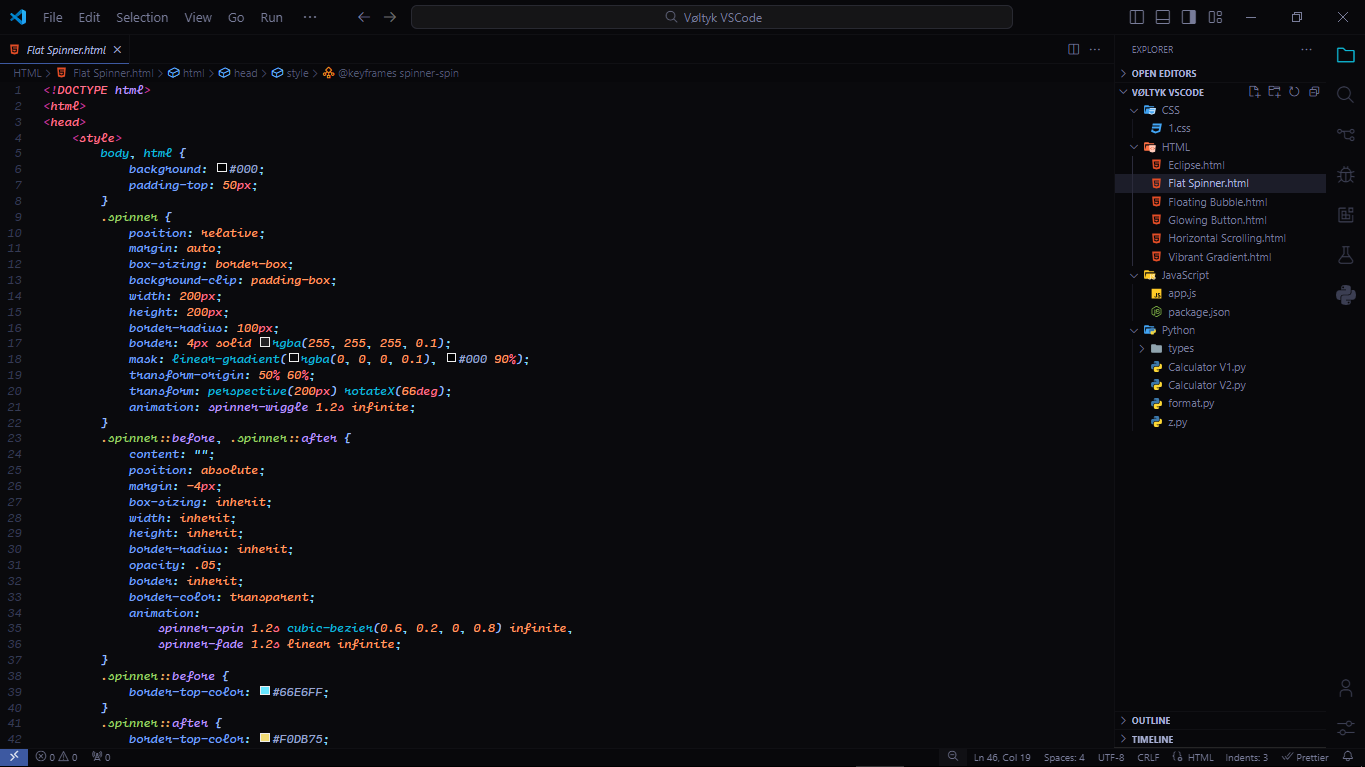 File Edit Selection View Go Run ··· Vøltyk VSCode
Flat Spinner.html
HTML > Flat Spinner.html > html > head > style > @keyframes spinner-spin
1 <!DOCTYPE html>
2 <html>
3 <head>
4 <style>
5 body, html {
6 background: #000;
7 padding-top: 50px;
8 }
9 .spinner {
10 position: relative;
11 margin: auto;
12 box-sizing: border-box;
13 background-clip: padding-box;
14 width: 200px;
15 height: 200px;
16 border-radius: 100px;
17 border: 4px solid rgba(255, 255, 255, 0.1);
18 mask: linear-gradient(rgba(0, 0, 0, 0.1), #000 90%);
19 transform-origin: 50% 60%;
20 transform: perspective(200px) rotateX(66deg);
21 animation: spinner-wiggle 1.2s infinite;
22 }
23 .spinner::before, .spinner::after {
24 content: "";
25 position: absolute;
26 margin: -4px;
27 box-sizing: inherit;
28 width: inherit;
29 height: inherit;
30 border-radius: inherit;
31 opacity: .05;
32 border: inherit;
33 border-color: transparent;
34 animation:
35 spinner-spin 1.2s cubic-bezier(0.6, 0.2, 0, 0.8) infinite,
36 spinner-fade 1.2s linear infinite;
37 }
38 .spinner::before {
39 border-top-color: #66E6FF;
40 }
41 .spinner::after {
42 border-top-color: #F0DB75;
EXPLORER
OPEN EDITORS
VØLTYK VSCODE
CSS
1.css
HTML
Eclipse.html
Flat Spinner.html
Floating Bubble.html
Glowing Button.html
Horizontal Scrolling.html
Vibrant Gradient.html
JavaScript
app.js
package.json
Python
types
Calculator V1.py
Calculator V2.py
format.py
z.py
OUTLINE
TIMELINE
0 0 0 Ln 46, Col 19 Spaces: 4 UTF-8 CRLF HTML Indents: 3 Prettier